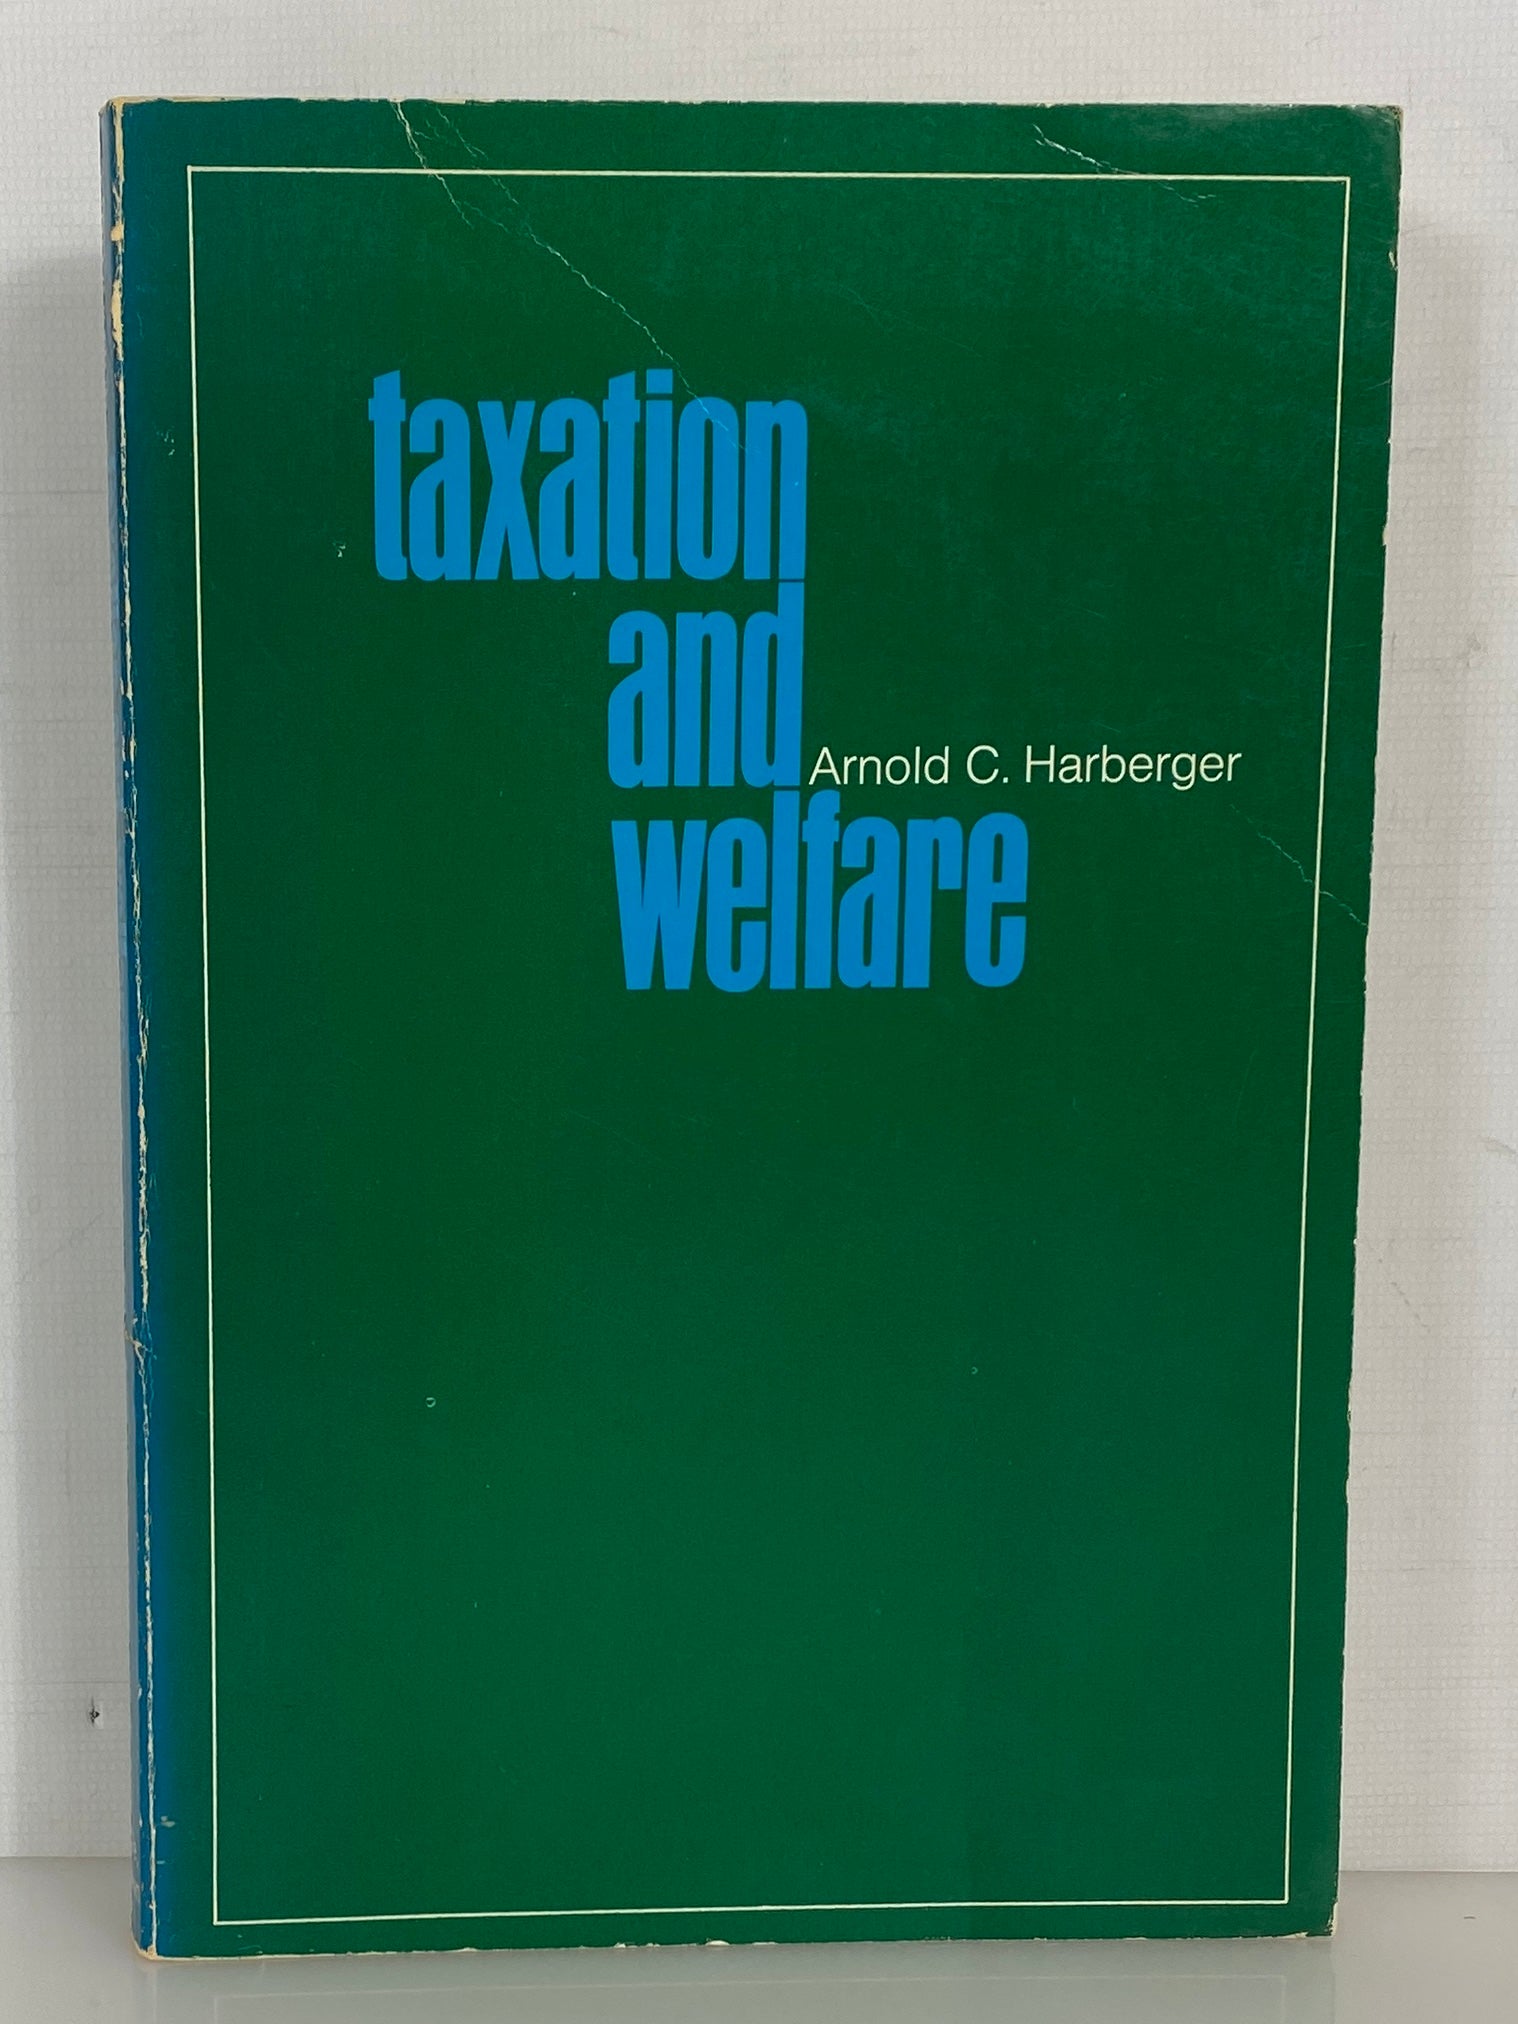 taxation
and
Arnold C. Harberger
welfare